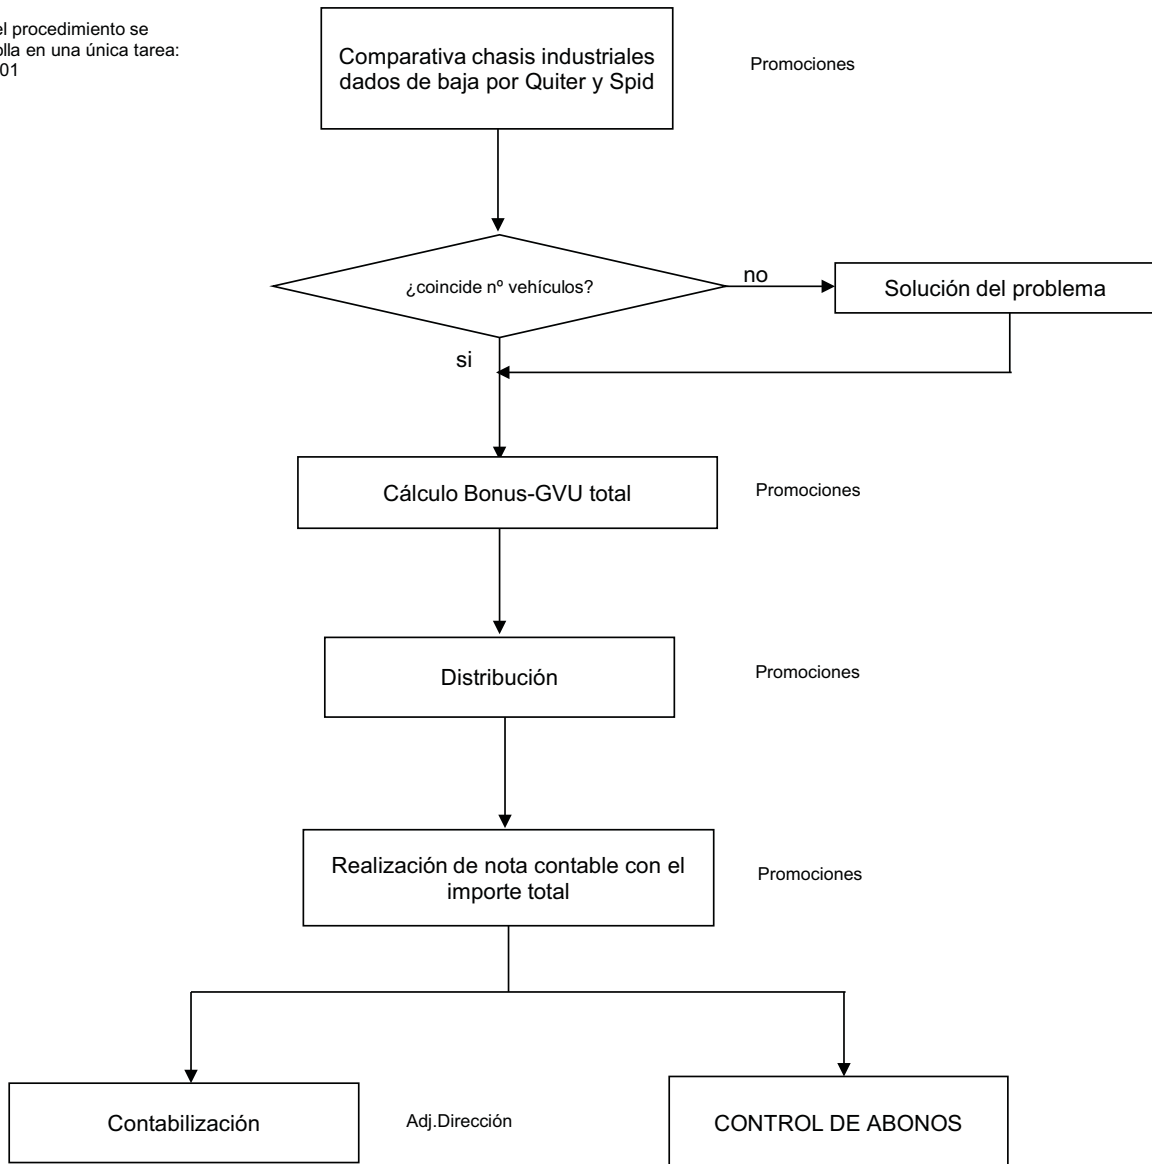 el procedimiento se
olla en una única tarea:
01
Comparativa chasis industriales
dados de baja por Quiter y Spid
Promociones
¿coincide nº vehículos?
no
Solución del problema
si
Cálculo Bonus-GVU total
Promociones
Distribución
Promociones
Realización de nota contable con el
importe total
Promociones
Contabilización
Adj.Dirección
CONTROL DE ABONOS